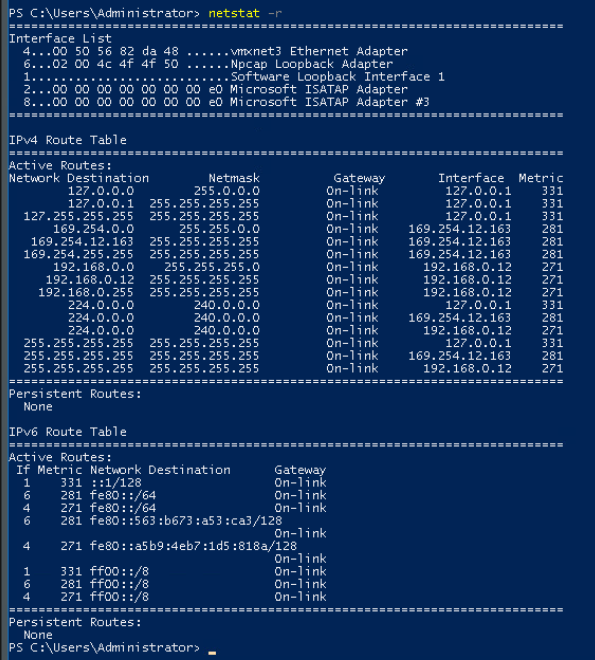 PS C:\Users\Administrator> netstat -r
===========================================================================
Interface List
  4...00 50 56 82 da 48 ......vmxnet3 Ethernet Adapter
  6...02 00 4c 4f 4f 50 ......Npcap Loopback Adapter
  1...........................Software Loopback Interface 1
  2...00 00 00 00 00 00 00 e0 Microsoft ISATAP Adapter
  8...00 00 00 00 00 00 00 e0 Microsoft ISATAP Adapter #3
===========================================================================
IPv4 Route Table
===========================================================================
Active Routes:
Network Destination        Netmask          Gateway       Interface  Metric
        127.0.0.0        255.0.0.0         On-link         127.0.0.1    331
        127.0.0.1  255.255.255.255         On-link         127.0.0.1    331
  127.255.255.255  255.255.255.255         On-link         127.0.0.1    331
      169.254.0.0      255.255.0.0         On-link    169.254.12.163    281
   169.254.12.163  255.255.255.255         On-link    169.254.12.163    281
  169.254.255.255  255.255.255.255         On-link    169.254.12.163    281
      192.168.0.0    255.255.255.0         On-link      192.168.0.12    271
     192.168.0.12  255.255.255.255         On-link      192.168.0.12    271
    192.168.0.255  255.255.255.255         On-link      192.168.0.12    271
        224.0.0.0        240.0.0.0         On-link         127.0.0.1    331
        224.0.0.0        240.0.0.0         On-link    169.254.12.163    281
        224.0.0.0        240.0.0.0         On-link      192.168.0.12    271
  255.255.255.255  255.255.255.255         On-link         127.0.0.1    331
  255.255.255.255  255.255.255.255         On-link    169.254.12.163    281
  255.255.255.255  255.255.255.255         On-link      192.168.0.12    271
===========================================================================
Persistent Routes:
  None
IPv6 Route Table
===========================================================================
Active Routes:
 If Metric Network Destination      Gateway
  1    331 ::1/128                  On-link
  6    281 fe80::/64                On-link
  4    271 fe80::/64                On-link
  6    281 fe80::563:b673:a53:ca3/128
                                    On-link
  4    271 fe80::a5b9:4eb7:1d5:818a/128
                                    On-link
  1    331 ff00::/8                 On-link
  6    281 ff00::/8                 On-link
  4    271 ff00::/8                 On-link
===========================================================================
Persistent Routes:
  None
PS C:\Users\Administrator> _